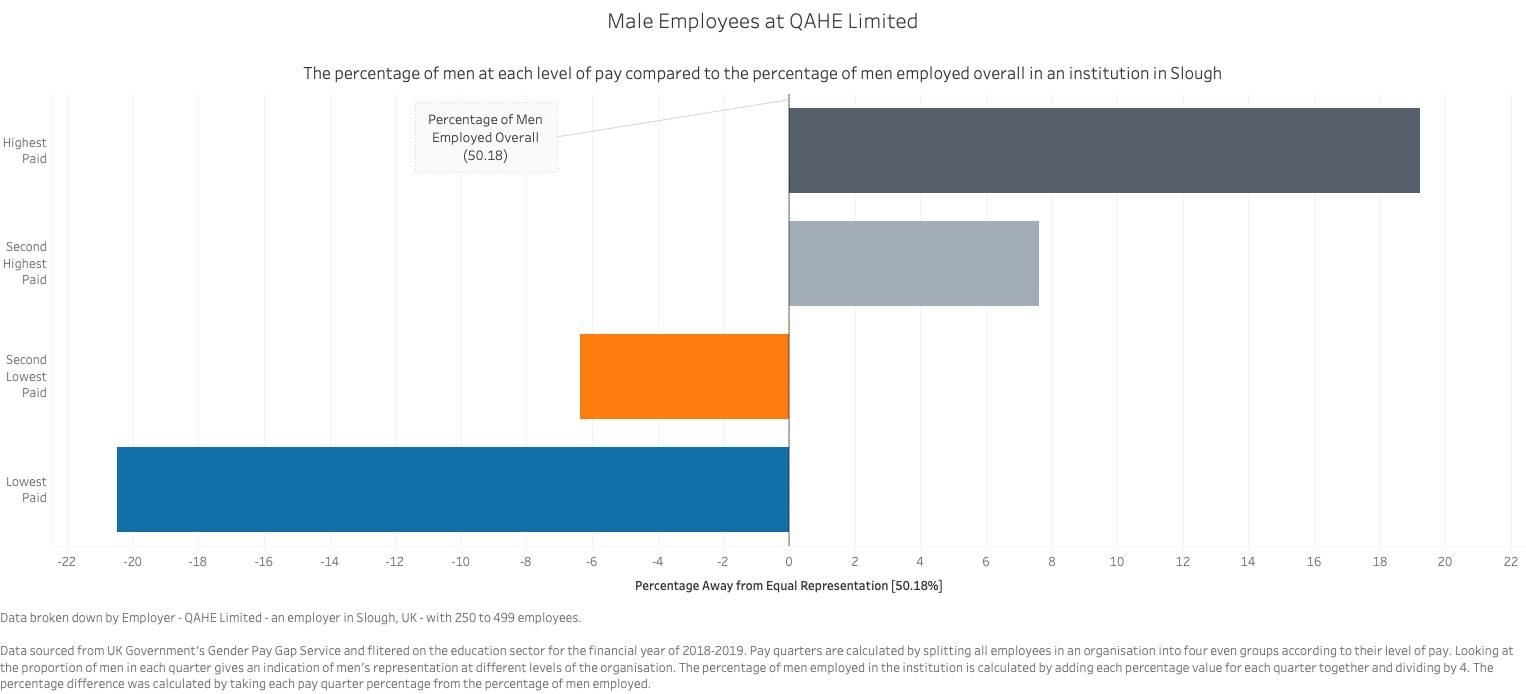 Male Employees at QAHE Limited
The percentage of men at each level of pay compared to the percentage of men employed overall in an institution in Slough
Percentage of Men
Employed Overall
(50.18)
Highest
Paid
Second
Highest
Paid
Second
Lowest
Paid
Lowest
Paid
-22 -20 -18 -16 -14 -12 -10 -8 -6 -4 -2 0 2 4 6 8 10 12 14 16 18 20 22
Percentage Away from Equal Representation [50.18%]
Data broken down by Employer - QAHE Limited - an employer in Slough, UK - with 250 to 499 employees.
Data sourced from UK Government's Gender Pay Gap Service and flitered on the education sector for the financial year of 2018-2019. Pay quarters are calculated by splitting all employees in an organisation into four even groups according to their level of pay. Looking at
the proportion of men in each quarter gives an indication of men's representation at different levels of the organisation. The percentage of men employed in the institution is calculated by adding each percentage value for each quarter together and dividing by 4. The
percentage difference was calculated by taking each pay quarter percentage from the percentage of men employed.